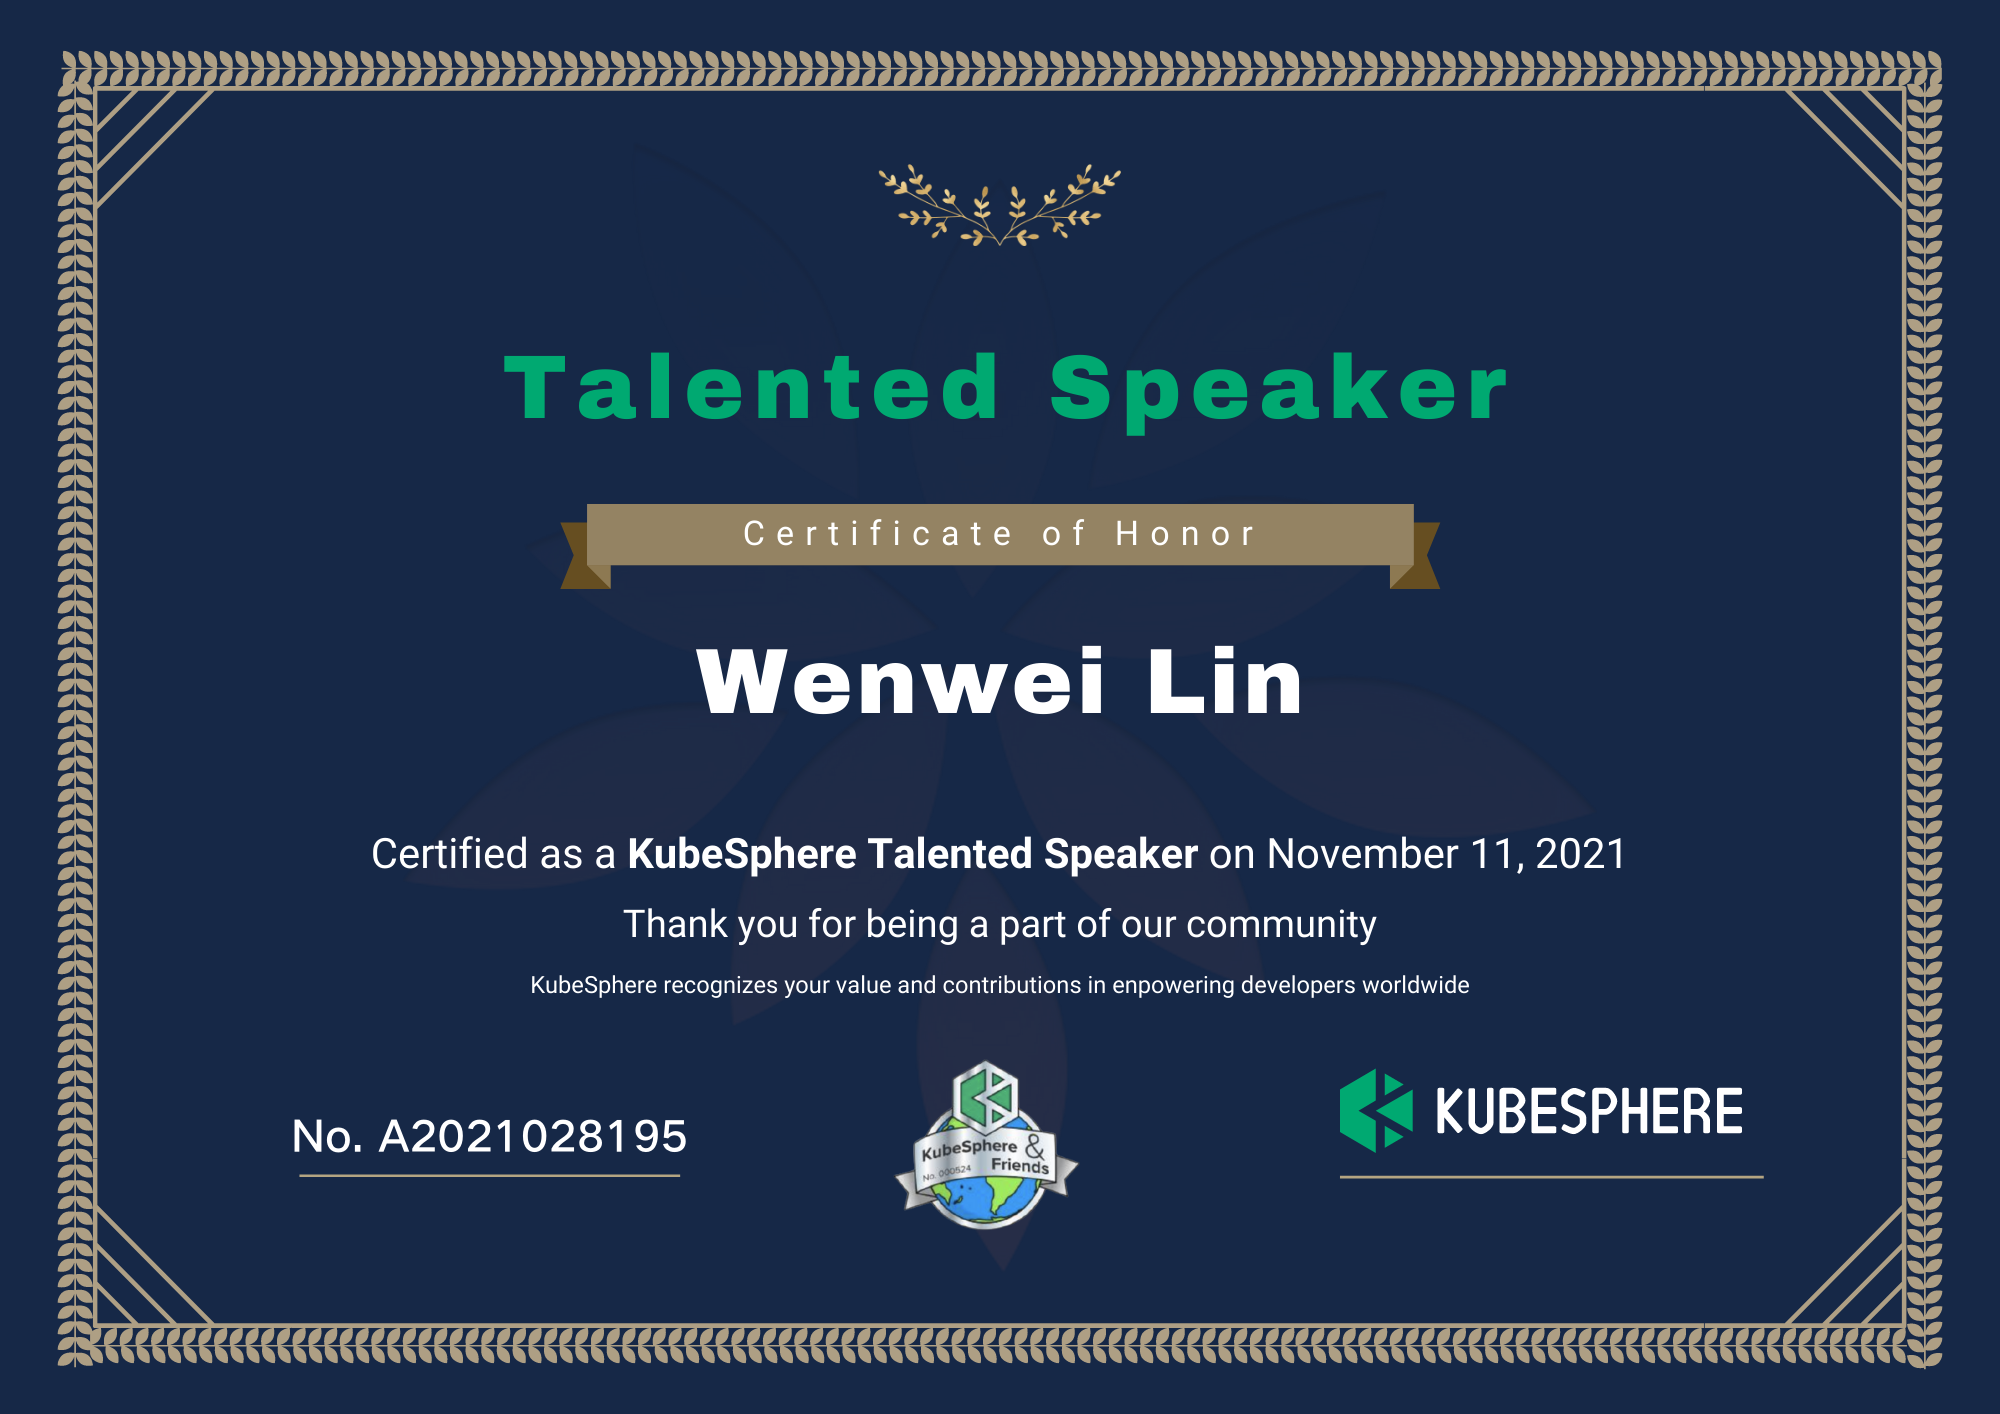 Talented Speaker
Certificate of Honor
Wenwei Lin
Certified as a KubeSphere Talented Speaker on November 11, 2021
Thank you for being a part of our community
KubeSphere recognizes your value and contributions in enpowering developers worldwide
No. A2021028195
KubeSphere &
Friends
No. 000524
KUBESPHERE